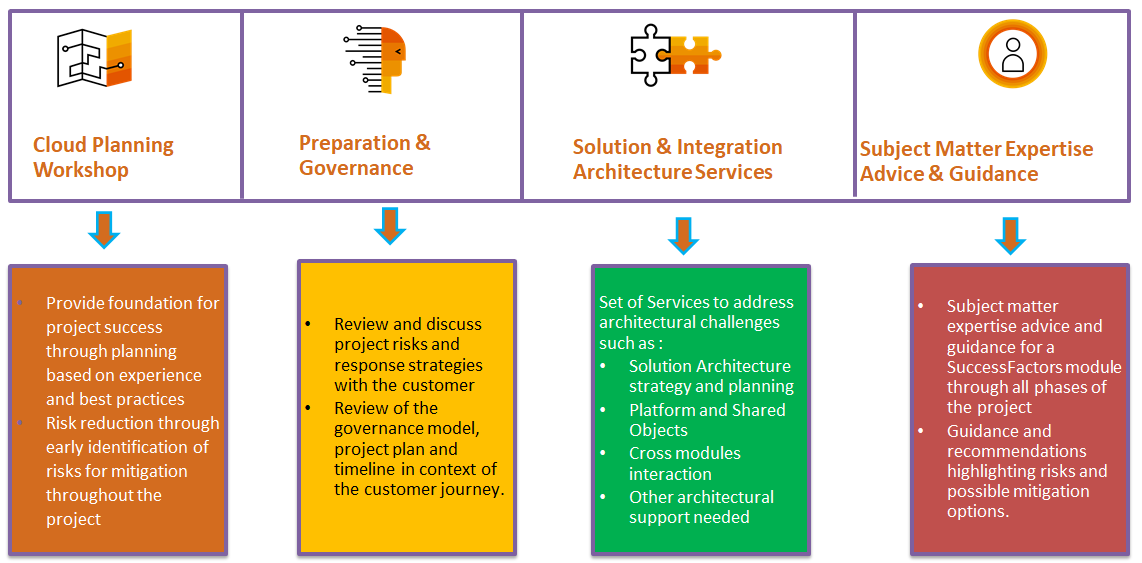 Cloud Planning
Workshop
Preparation &
Governance
Solution & Integration
Architecture Services
Subject Matter Expertise
Advice & Guidance
• Provide foundation for
project success
through planning
based on experience
and best practices
• Risk reduction through
early identification of
risks for mitigation
throughout the
project
• Review and discuss
project risks and
response strategies
with the customer
• Review of the
governance model,
project plan and
timeline in context of
the customer journey.
Set of Services to address
architectural challenges
such as :
• Solution Architecture
strategy and planning
• Platform and Shared
Objects
• Cross modules
interaction
• Other architectural
support needed
• Subject matter
expertise advice and
guidance for a
SuccessFactors module
through all phases of
the project
• Guidance and
recommendations
highlighting risks and
possible mitigation
options.